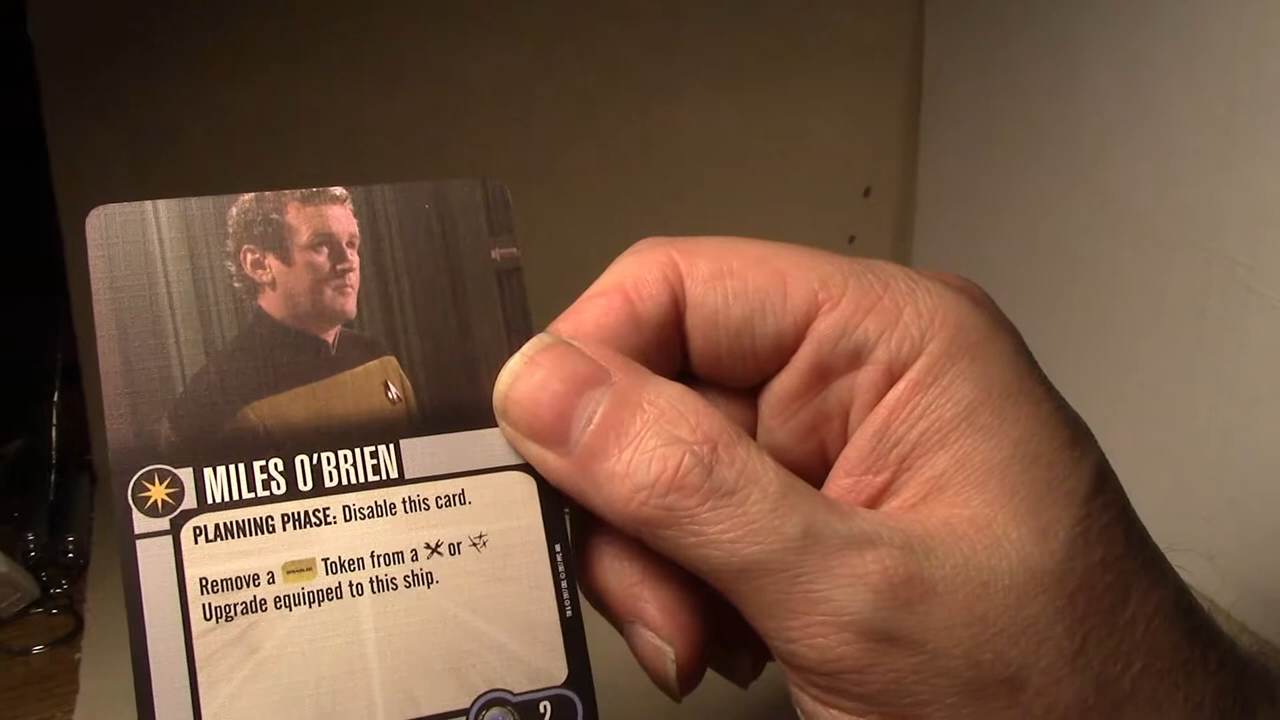 MILES O'BRIEN
PLANNING PHASE: Disable this card.
Remove a Token from a or
Upgrade equipped to this ship.
2